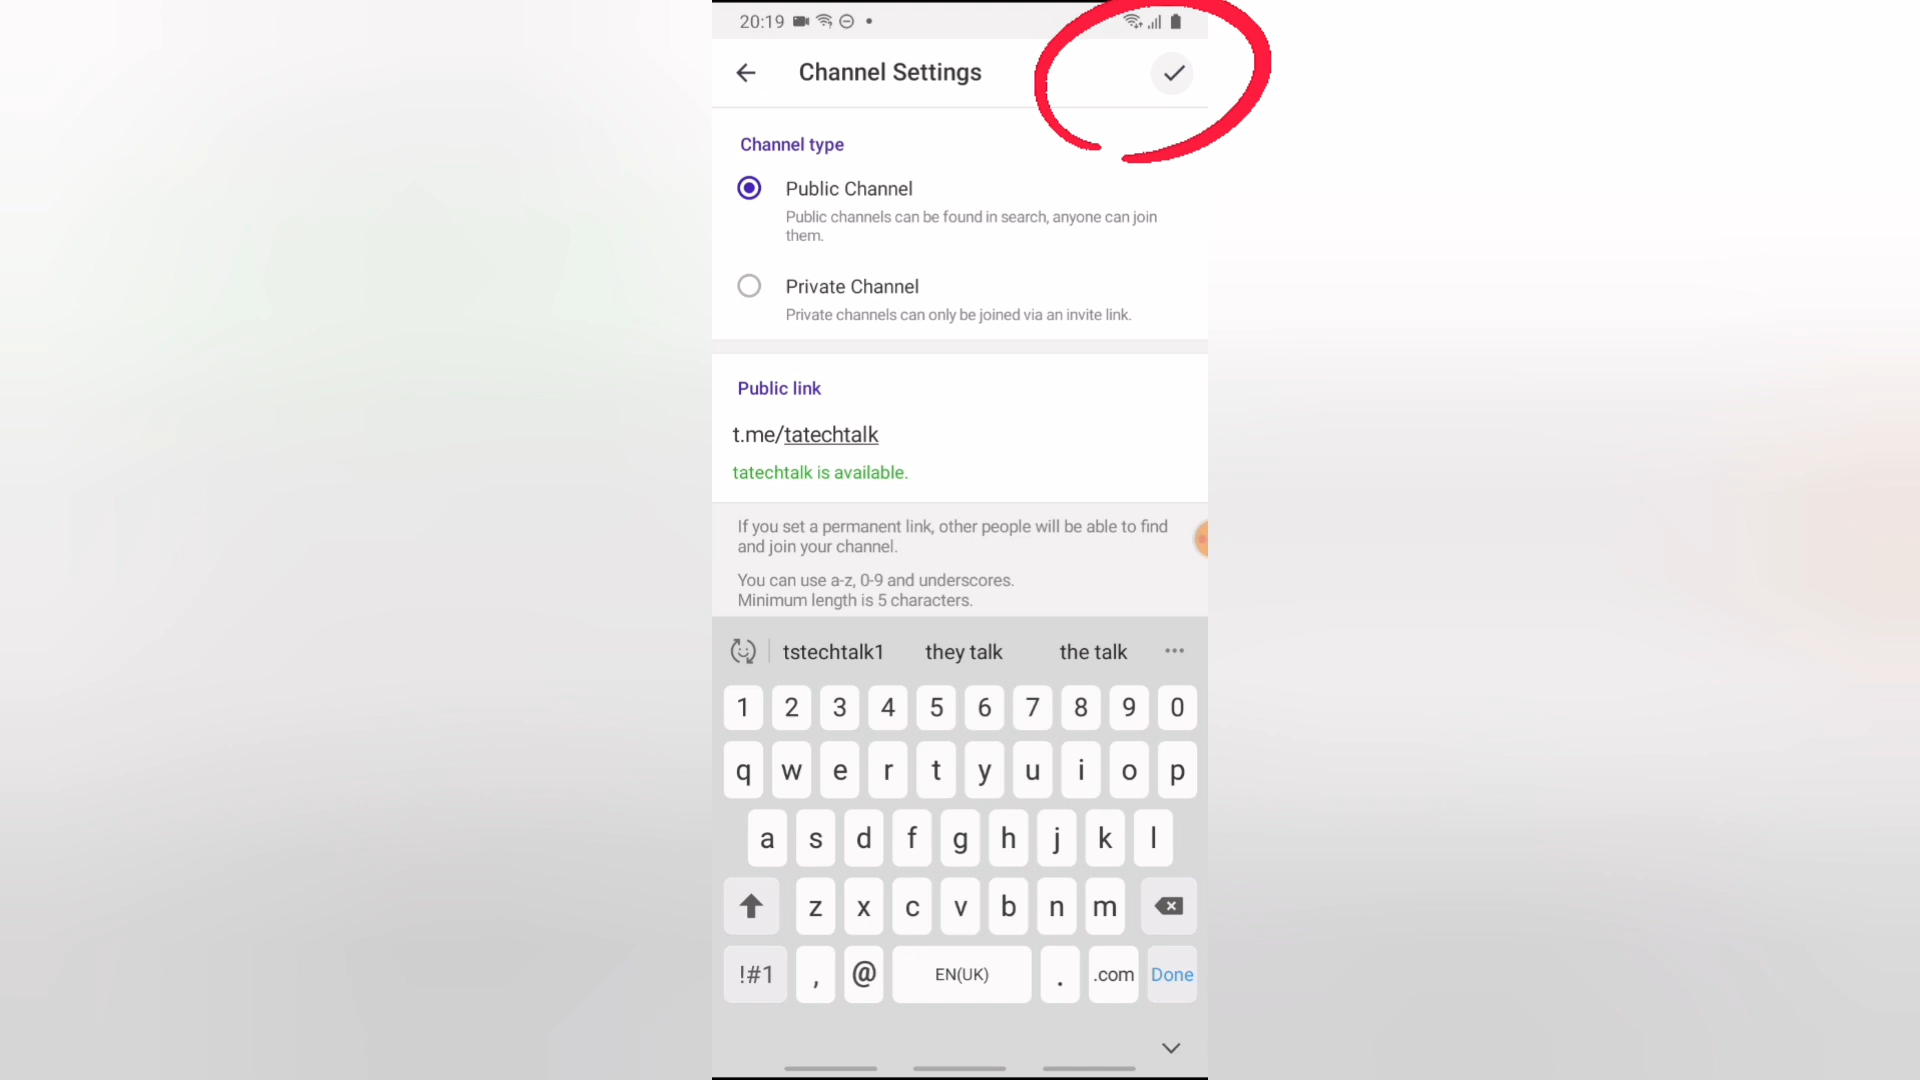 20:19
Channel Settings
Channel type
Public Channel
Public channels can be found in search, anyone can join
them.
Private Channel
Private channels can only be joined via an invite link.
Public link
t.me/tatechtalk
tatechtalk is available.
If you set a permanent link, other people will be able to find
and join your channel.
You can use a-z, 0-9 and underscores.
Minimum length is 5 characters.
tstechtalk1 they talk the talk
1 2 3 4 5 6 7 8 9 0
q w e r t y u i o p
a s d f g h j k l
z x c v b n m
!#1 , @ EN(UK) . .com Done